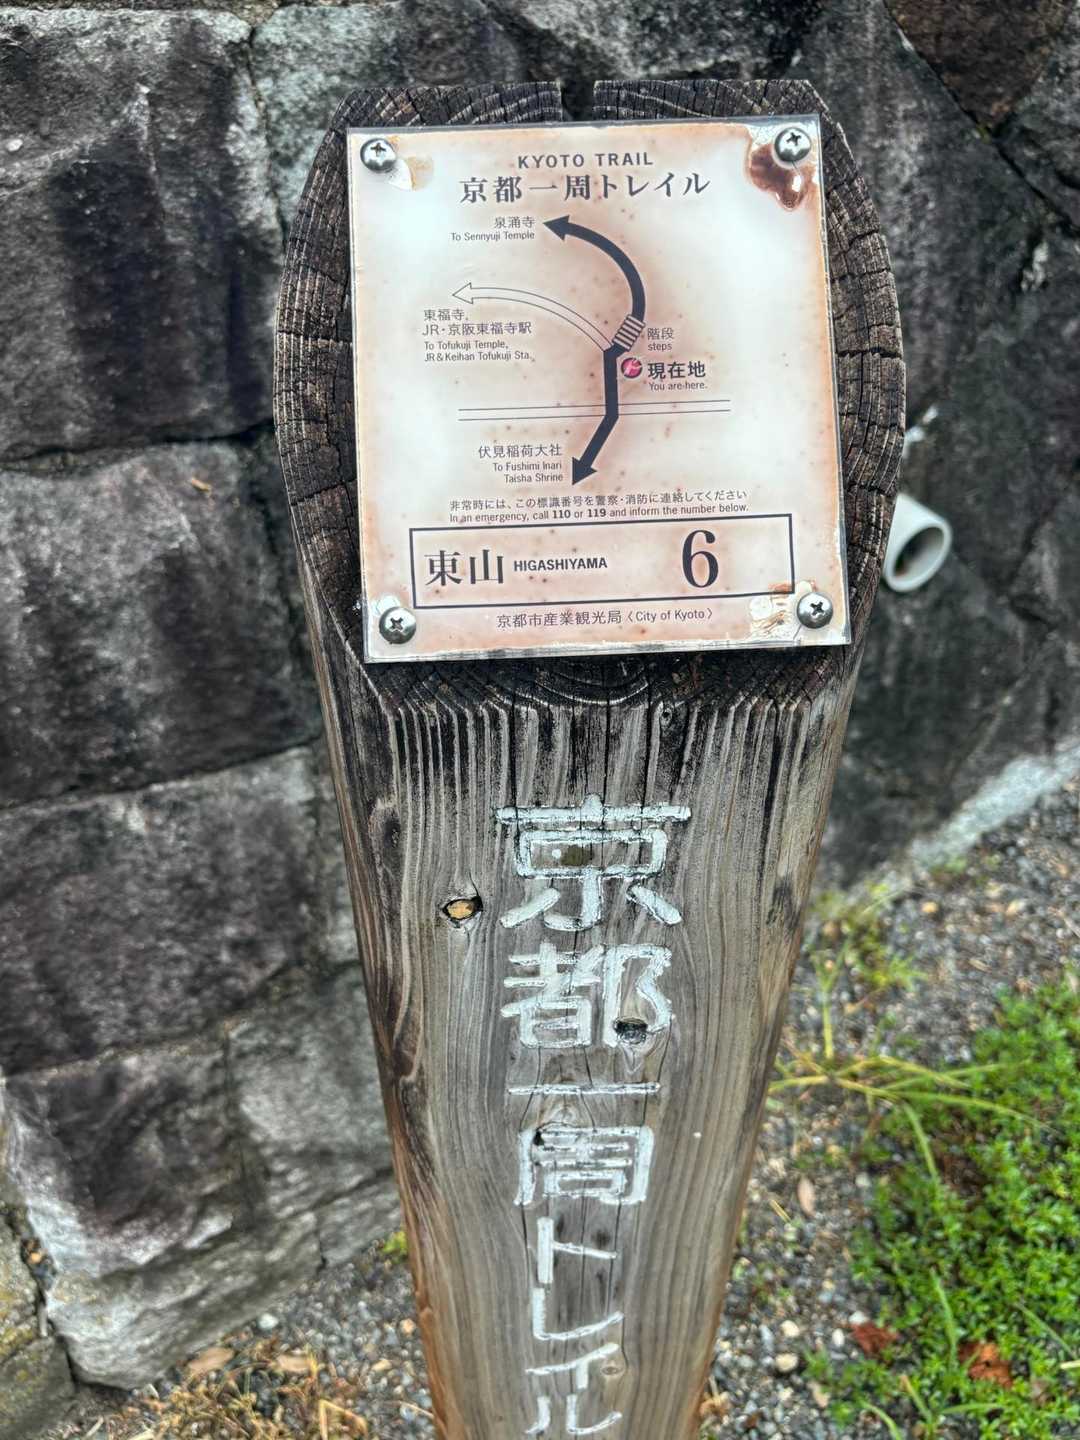 KYOTO TRAIL
京都一周トレイル
泉涌寺
To Sennyuji Temple
東福寺、
JR・京阪東福寺駅
To Tofukuji Temple,
JR & Keihan Tofukuji Sta.
階段
steps
現在地
You are here.
伏見稲荷大社
To Fushimi Inari
Taisha Shrine
非常時には、この標識番号を警察・消防に連絡してください
In an emergency, call 110 or 119 and inform the number below.
東山 HIGASHIYAMA 6
京都市産業観光局〈City of Kyoto〉
京都一周トレイル